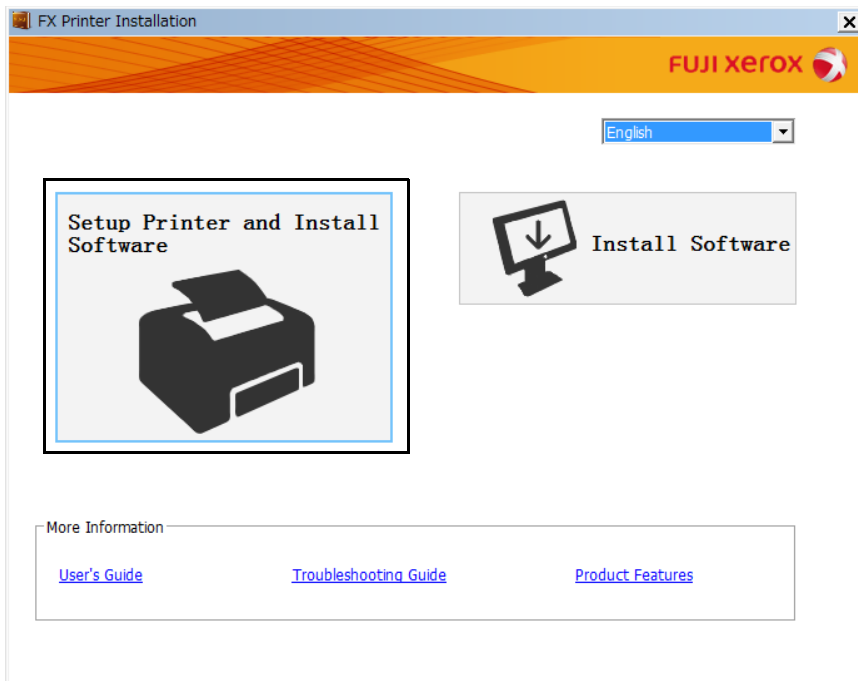 FX Printer Installation
FUJI xerox
English
Setup Printer and Install
Software
Install Software
More Information
User's Guide
Troubleshooting Guide
Product Features